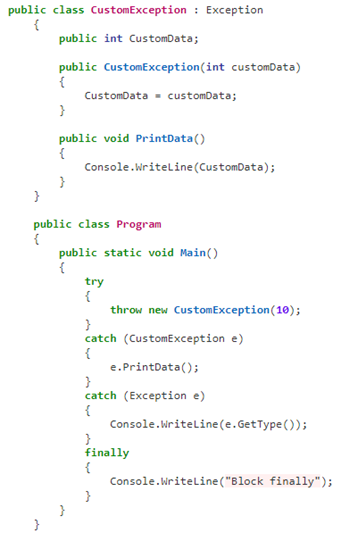 public class CustomException : Exception
{
public int CustomData;
public CustomException(int customData)
{
CustomData = customData;
}
public void PrintData()
{
Console.WriteLine(CustomData);
}
}
public class Program
{
public static void Main()
{
try
{
throw new CustomException(10);
}
catch (CustomException e)
{
e.PrintData();
}
catch (Exception e)
{
Console.WriteLine(e.GetType());
}
finally
{
Console.WriteLine("Block finally");
}
}
}